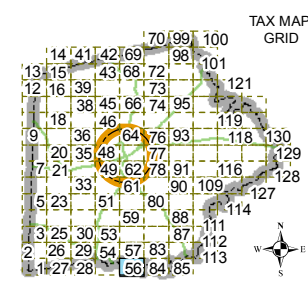 TAX MAP
GRID
70 99 100
14 41 42 69 98
101
13 15 43 68 72
12 16 39 73 121
38 45 66 74 95
18 46 119
9 36 64 76 93 118 130
20 35 48 77 129
7 21 49 62 78 91 116 128
33 61 90 109 127
5 23 51 80 114
59 88
3 25 30 53 87 111
2 26 29 54 57 83 112
1 27 28 56 84 85 113
N
W E
S